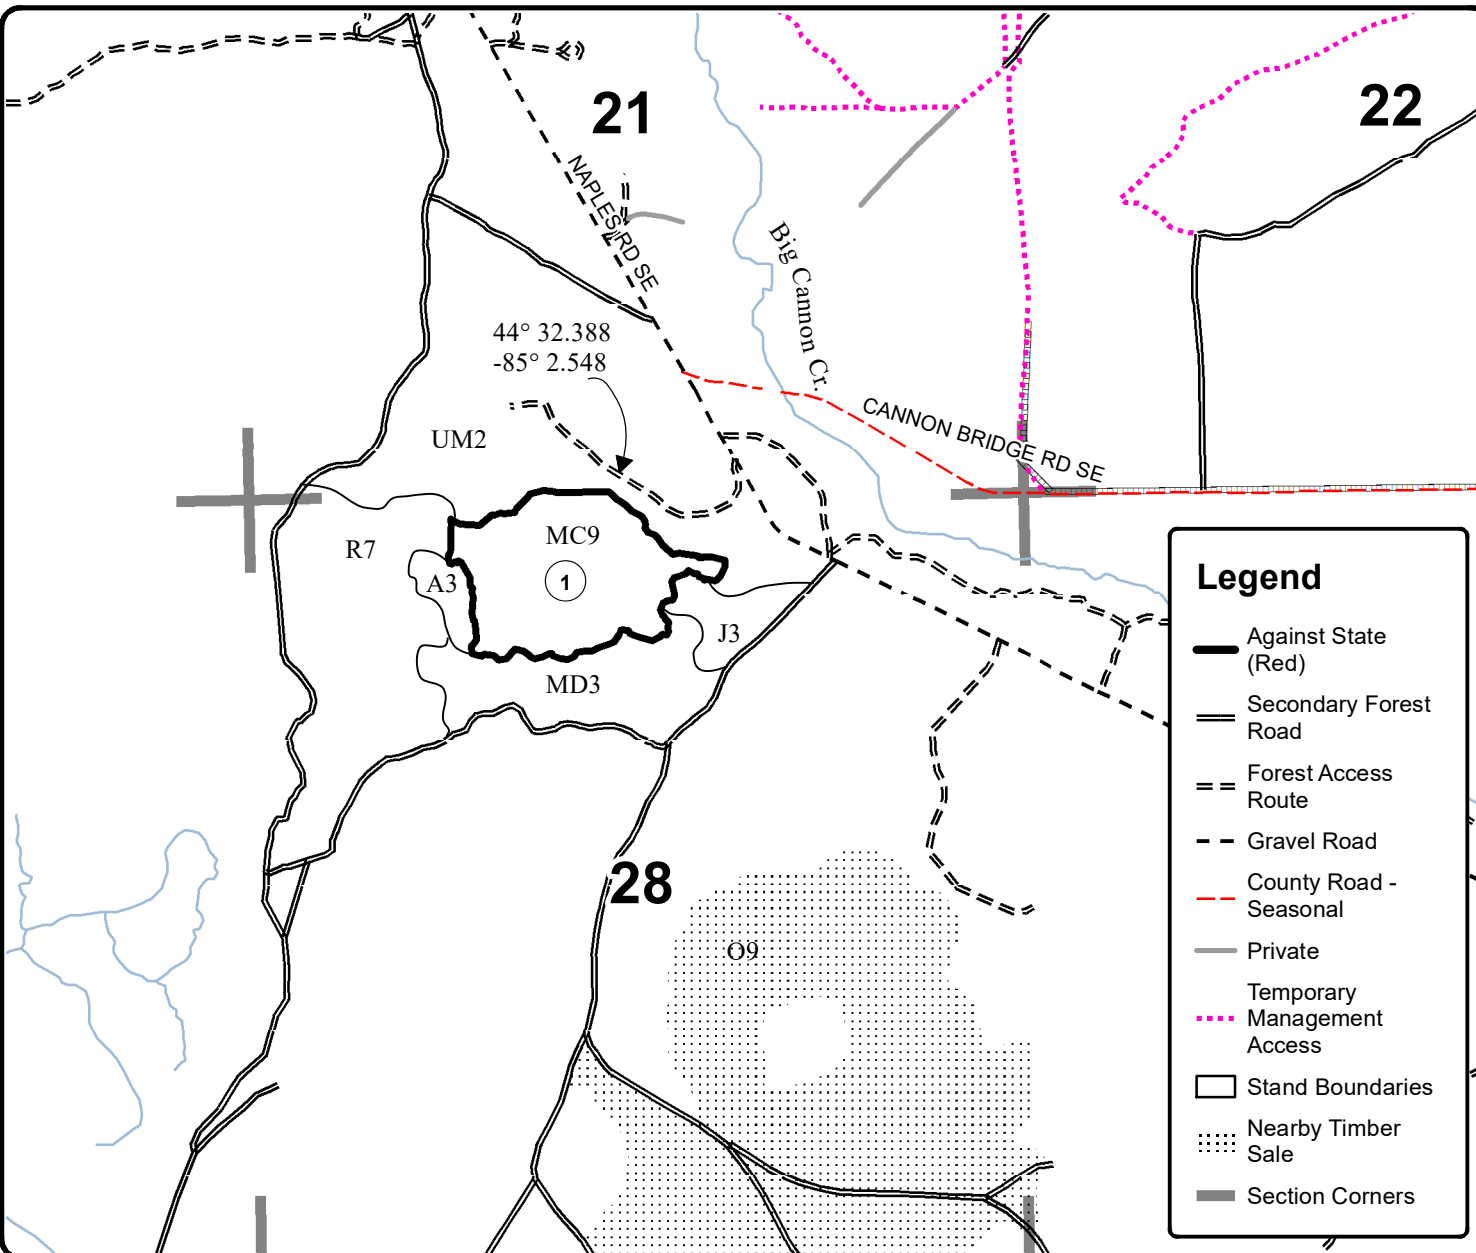 21
22
NAPLES RD SE
Big Cannon Cr.
44° 32.388
-85° 2.548
CANNON BRIDGE RD SE
UM2
R7
MC9
A3
1
J3
MD3
28
O9
Legend
Against State
(Red)
Secondary Forest
Road
Forest Access
Route
Gravel Road
County Road -
Seasonal
Private
Temporary
Management
Access
Stand Boundaries
Nearby Timber
Sale
Section Corners